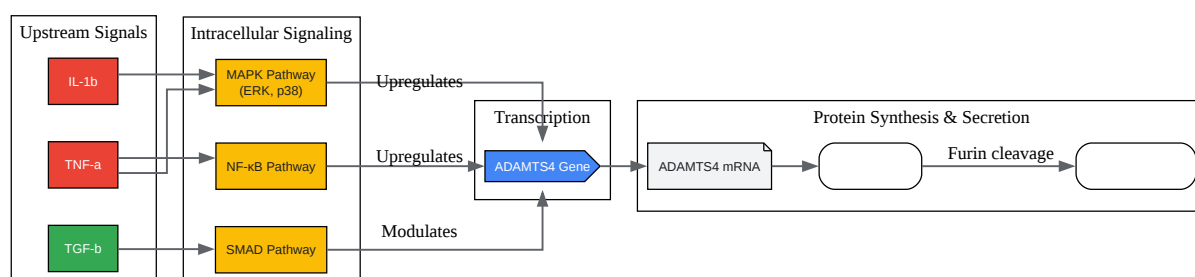 Upstream Signals
IL-1b
TNF-a
TGF-b
Intracellular Signaling
MAPK Pathway
(ERK, p38)
NF-κB Pathway
SMAD Pathway
Upregulates
Upregulates
Modulates
Transcription
ADAMTS4 Gene
Protein Synthesis & Secretion
ADAMTS4 mRNA
Furin cleavage